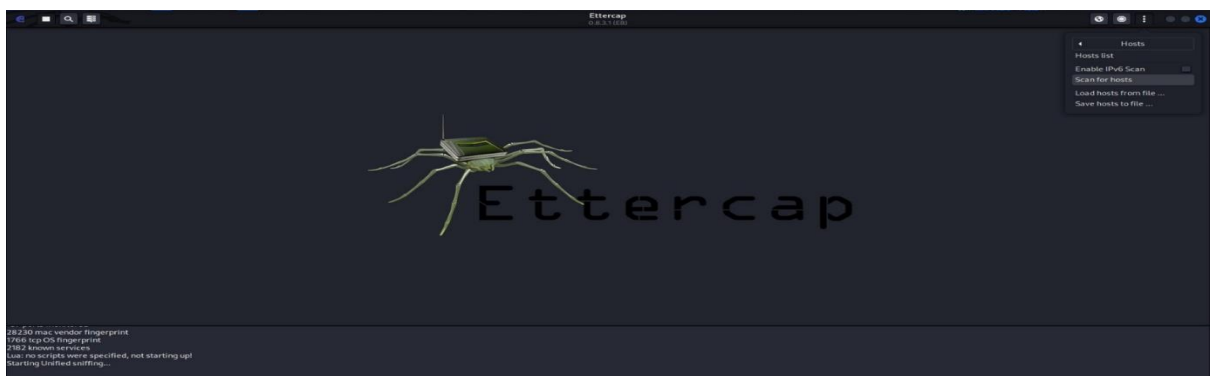 Ettercap
0.8.3.1 (EB)
Hosts
Hosts list
Enable IPv6 Scan
Scan for hosts
Load hosts from file ...
Save hosts to file ...
Ettercap
28230 mac vendor fingerprint
1766 tcp OS fingerprint
2182 known services
Lua: no scripts were specified, not starting up!
Starting Unified sniffing...